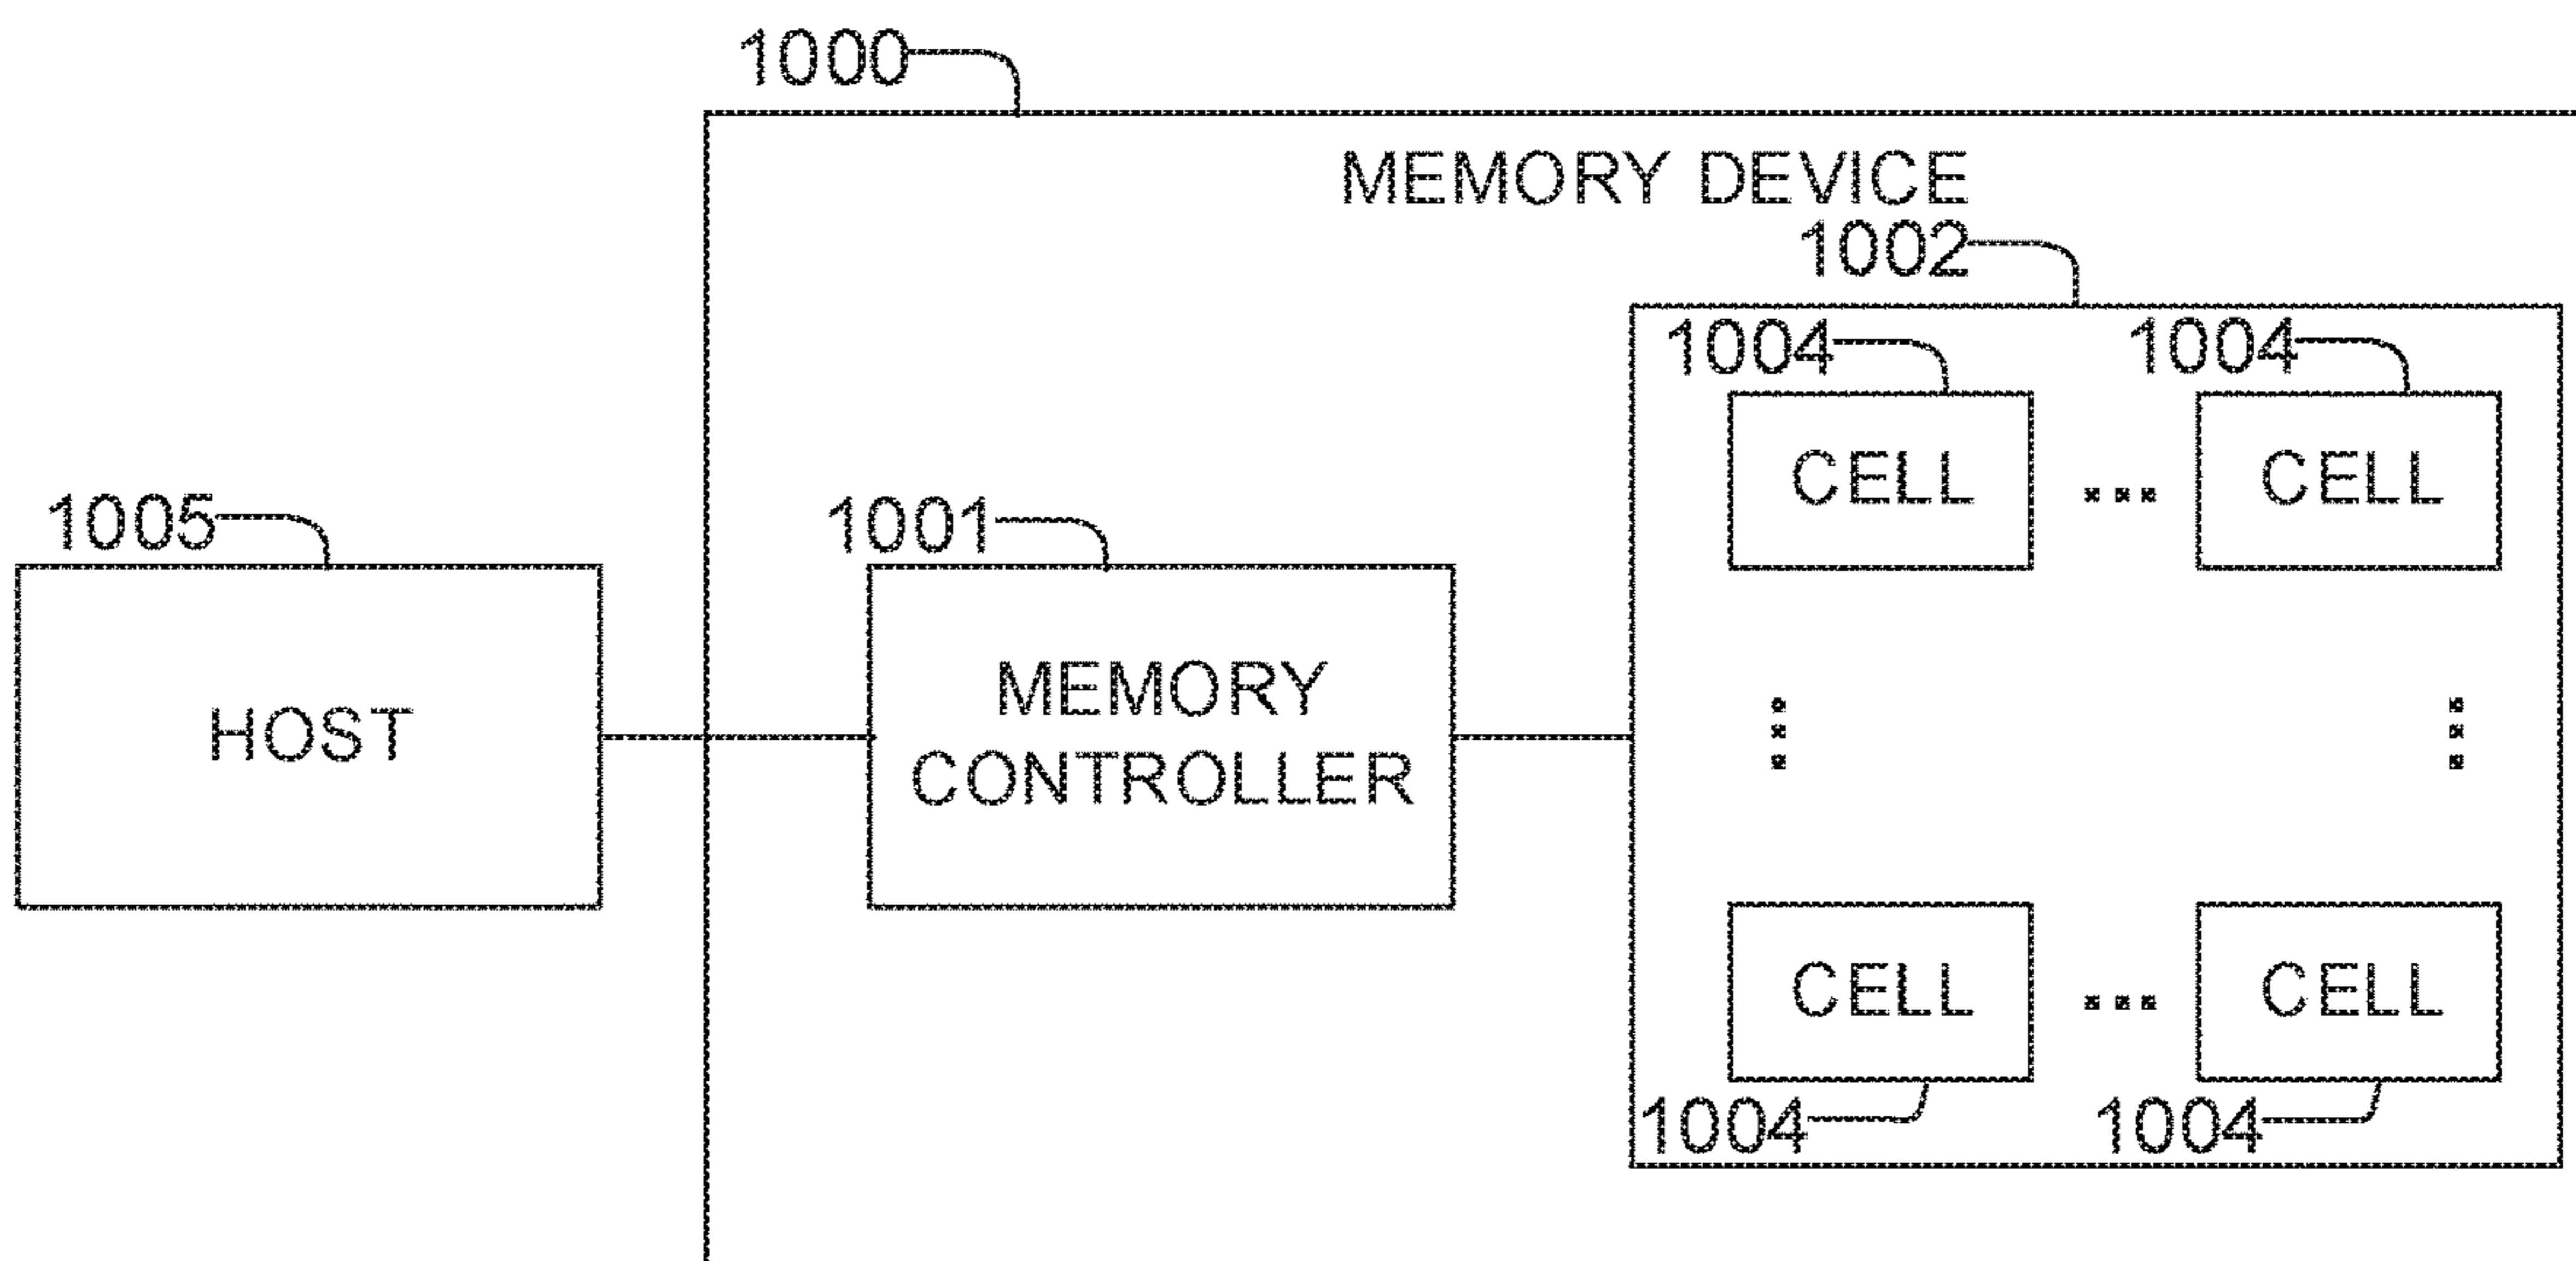 1000
MEMORY DEVICE
1002
1004 1004
CELL ... CELL
1005
1001
HOST
MEMORY
CONTROLLER
CELL ... CELL
1004 1004